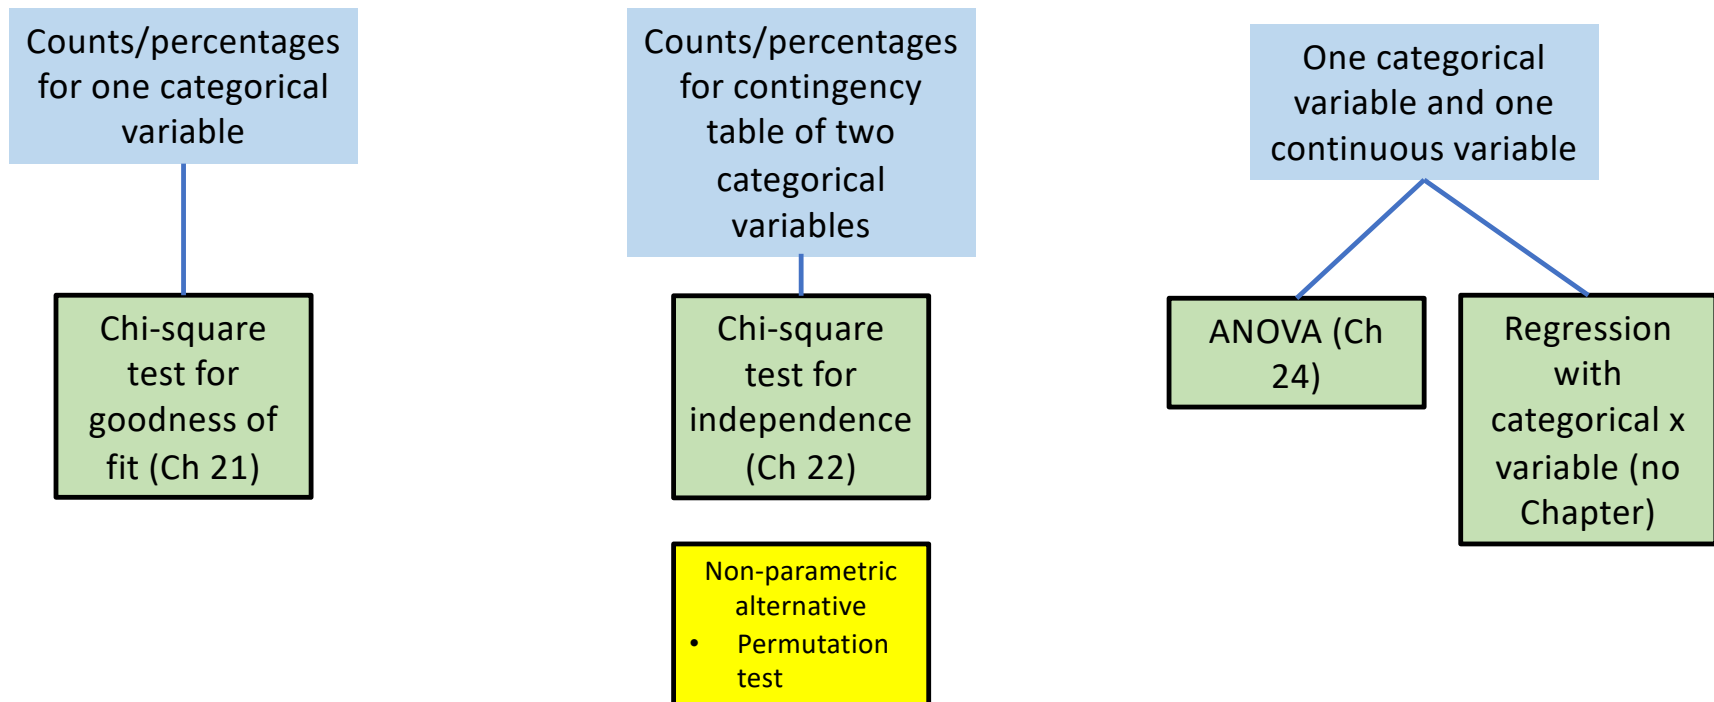 Counts/percentages
for one categorical
variable
Counts/percentages
for contingency
table of two
categorical
variables
One categorical
variable and one
continuous variable
Chi-square
test for
goodness of
fit (Ch 21)
Chi-square
test for
independence
(Ch 22)
ANOVA (Ch
24)
Regression
with
categorical x
variable (no
Chapter)
Non-parametric
alternative
• Permutation
test